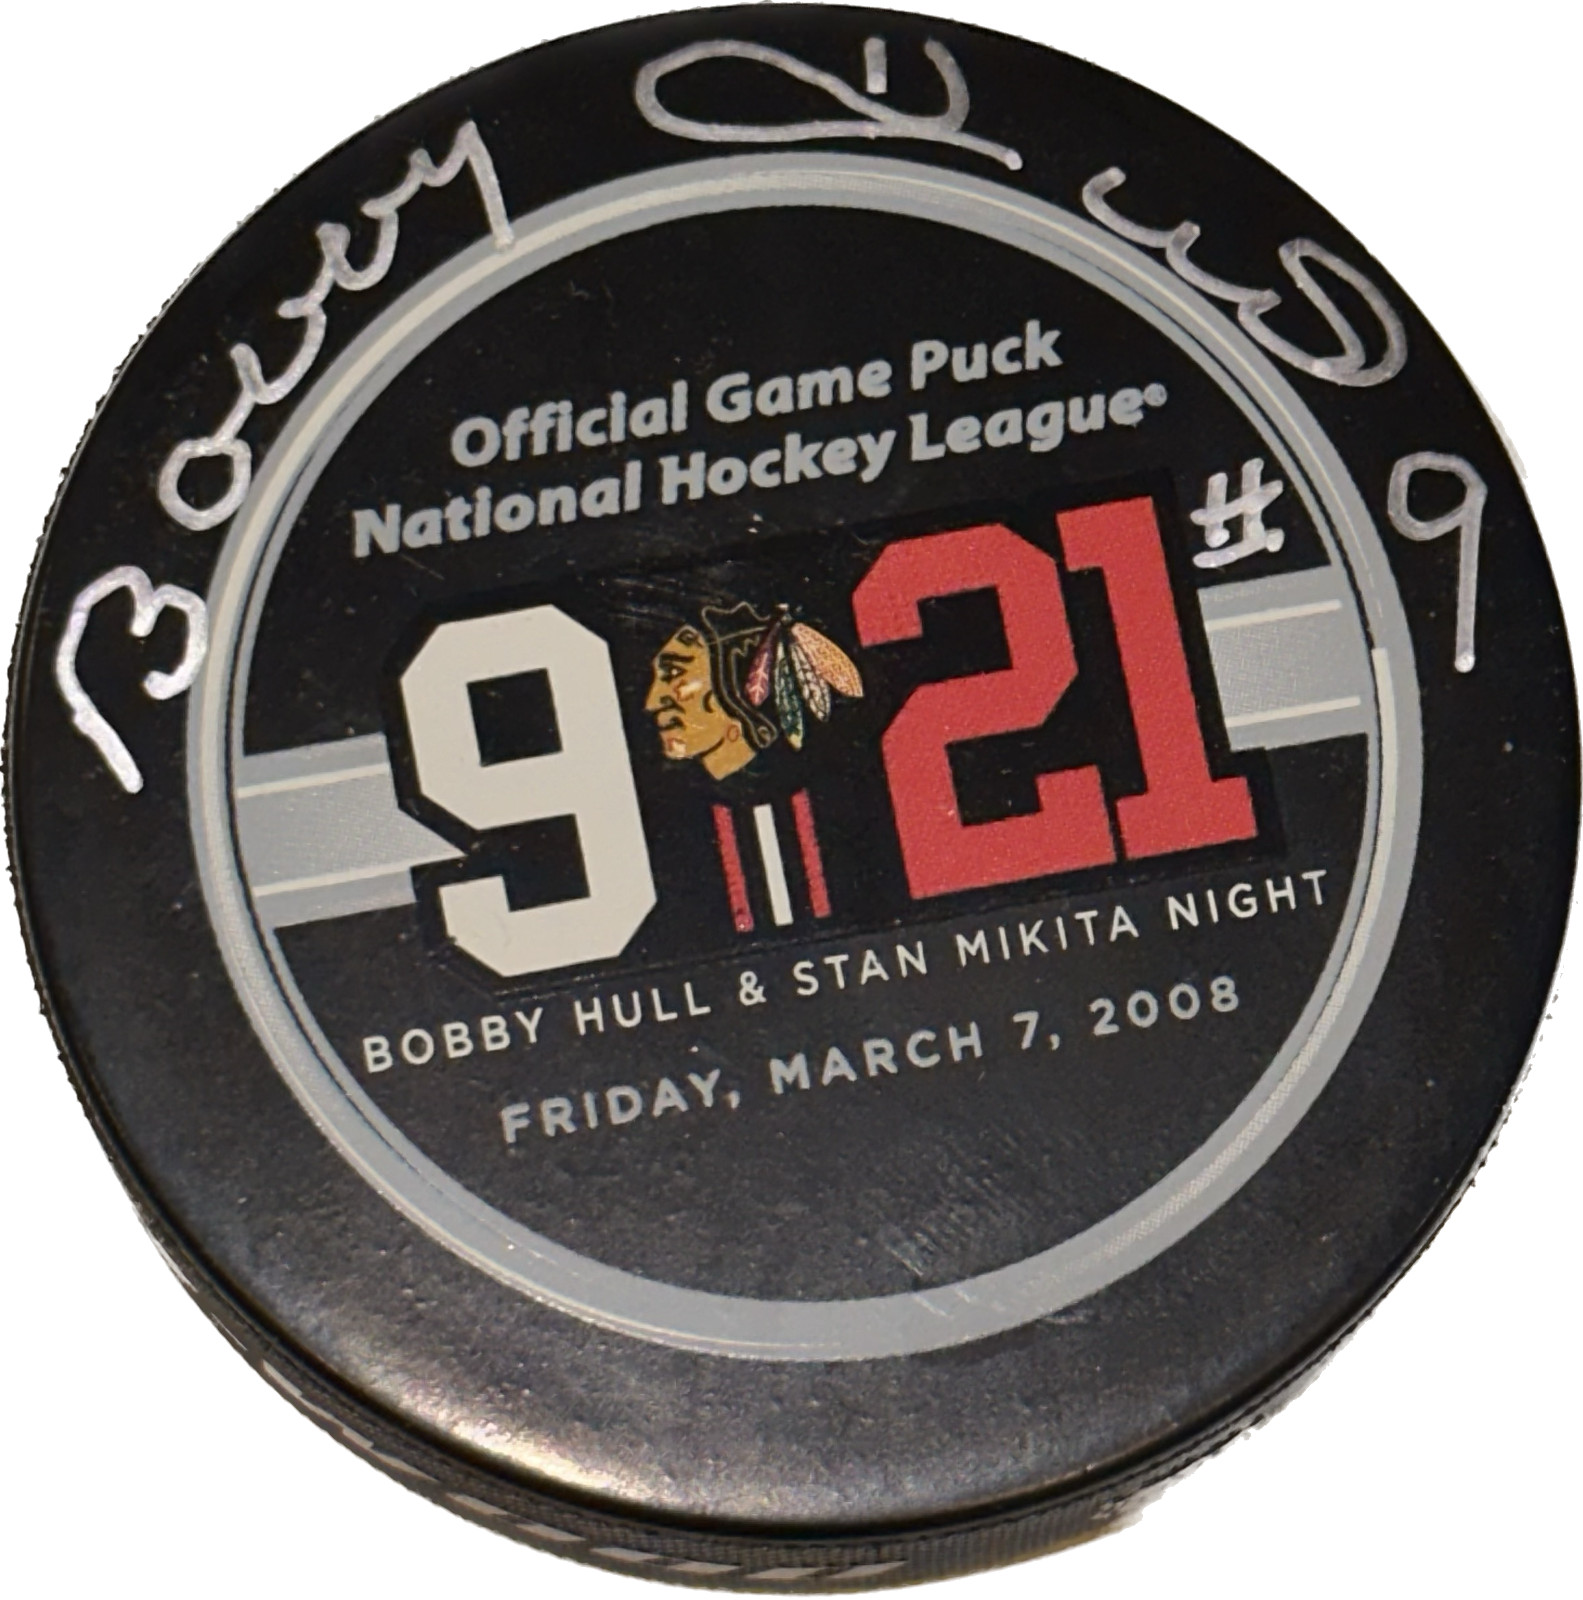 Bobby Hull #9
Official Game Puck
National Hockey League®
9 21
BOBBY HULL & STAN MIKITA NIGHT
FRIDAY, MARCH 7, 2008